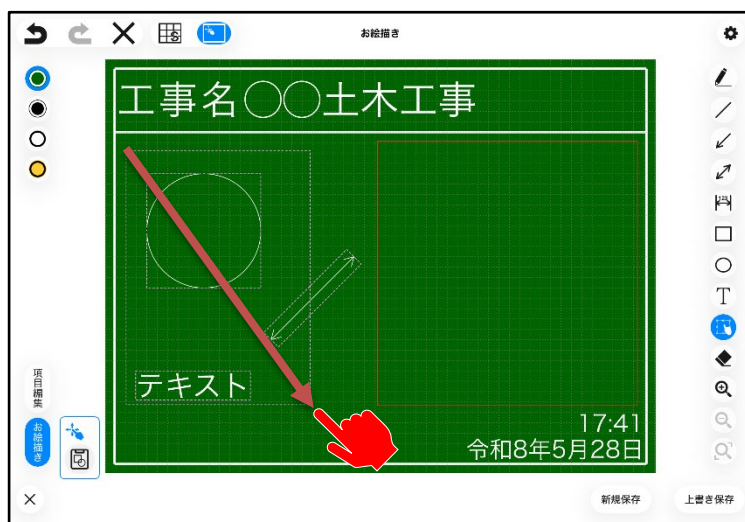 お絵描き
工事名○○土木工事
テキスト
17:41
令和8年5月28日
項目編集
お絵描き
新規保存
上書き保存